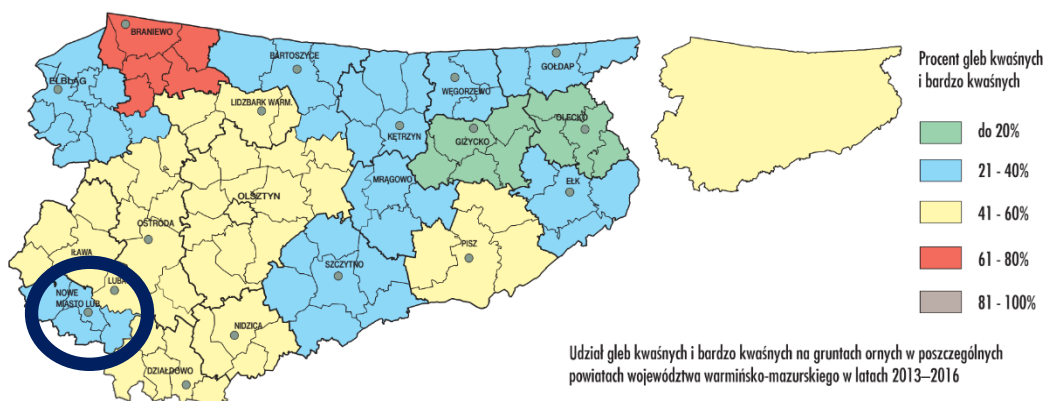 BRANIEWO
BARTOSZYCE
GOŁDAP
ELBLĄG
WĘGORZEWO
LIDZBARK WARM.
OLECKO
KĘTRZYN
GIŻYCKO
MRĄGOWO
EŁK
OLSZTYN
OSTRÓDA
PISZ
IŁAWA
SZCZYTNO
LUBA
NOWE
MIASTO LUB.
NIDZICA
DZIAŁDOWO
Procent gleb kwaśnych
i bardzo kwaśnych
do 20%
21 - 40%
41 - 60%
61 - 80%
81 - 100%
Udział gleb kwaśnych i bardzo kwaśnych na gruntach ornych w poszczególnych
powiatach województwa warmińsko-mazurskiego w latach 2013–2016